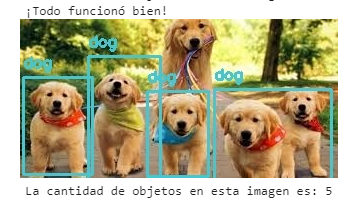 ¡Todo funcionó bien!
dog
dog
dog
dog
La cantidad de objetos en esta imagen es: 5